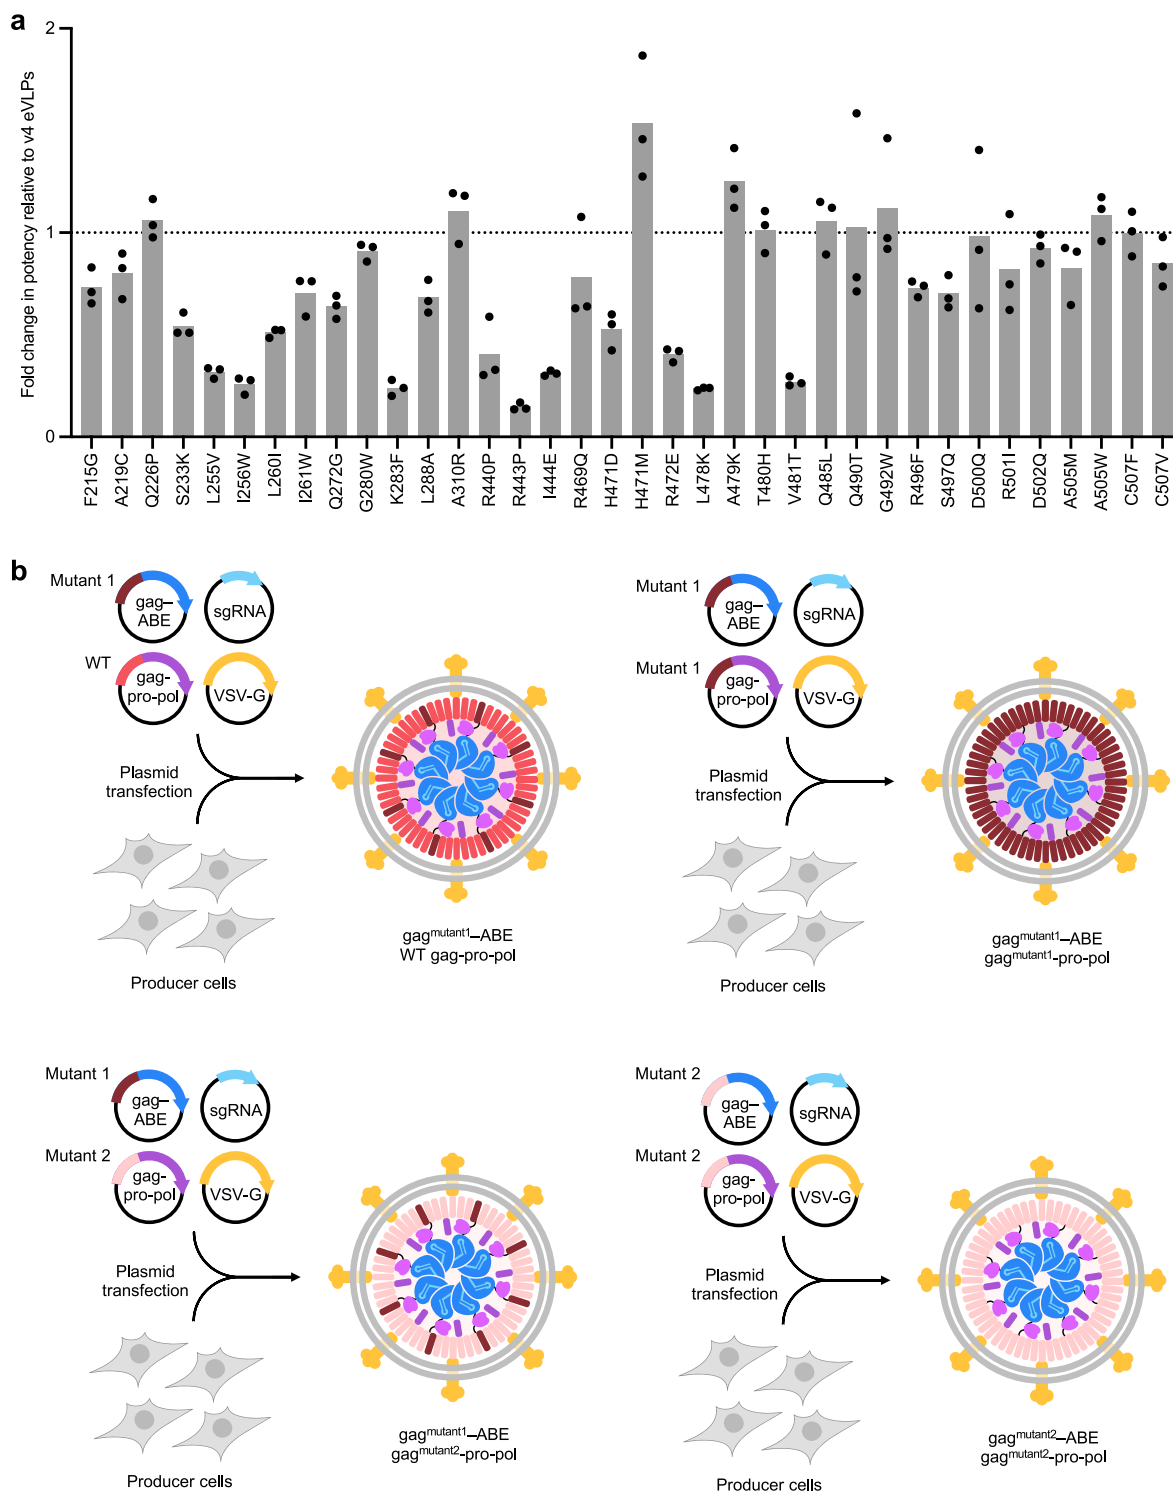 a
Fold change in potency relative to v4 eVLPs
2
1
0
F215G
A219C
Q226P
S233K
L255V
I256W
L260I
I261W
Q272G
G280W
K283F
L288A
A310R
R440P
R443P
I444E
R469Q
H471D
H471M
R472E
L478K
A479K
T480H
V481T
Q485L
Q490T
G492W
R496F
S497Q
D500Q
R501I
D502Q
A505M
A505W
C507F
C507V
b
Mutant 1
gag–
ABE
sgRNA
WT
gag-
pro-pol
VSV-G
Plasmid
transfection
Producer cells
gagmutant1–ABE
WT gag-pro-pol
Mutant 1
gag–
ABE
sgRNA
Mutant 1
gag-
pro-pol
VSV-G
Plasmid
transfection
Producer cells
gagmutant1–ABE
gagmutant1-pro-pol
Mutant 1
gag–
ABE
sgRNA
Mutant 2
gag-
pro-pol
VSV-G
Plasmid
transfection
Producer cells
gagmutant1–ABE
gagmutant2-pro-pol
Mutant 2
gag–
ABE
sgRNA
Mutant 2
gag-
pro-pol
VSV-G
Plasmid
transfection
Producer cells
gagmutant2–ABE
gagmutant2-pro-pol